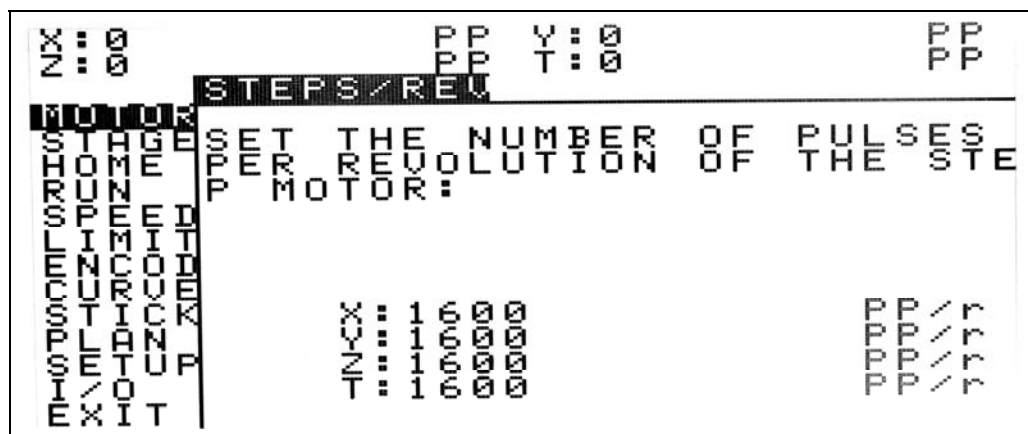 X:0 PP Y:0 PP
Z:0 PP T:0 PP
STEPS/REV
MOTOR
STAGE
HOME
RUN
SPEED
LIMIT
ENCOD
CURVE
STICK
PLAN
SETUP
I/O
EXIT
SET THE NUMBER OF PULSES
PER REVOLUTION OF THE STE
P MOTOR:
X:1600 PP/r
Y:1600 PP/r
Z:1600 PP/r
T:1600 PP/r